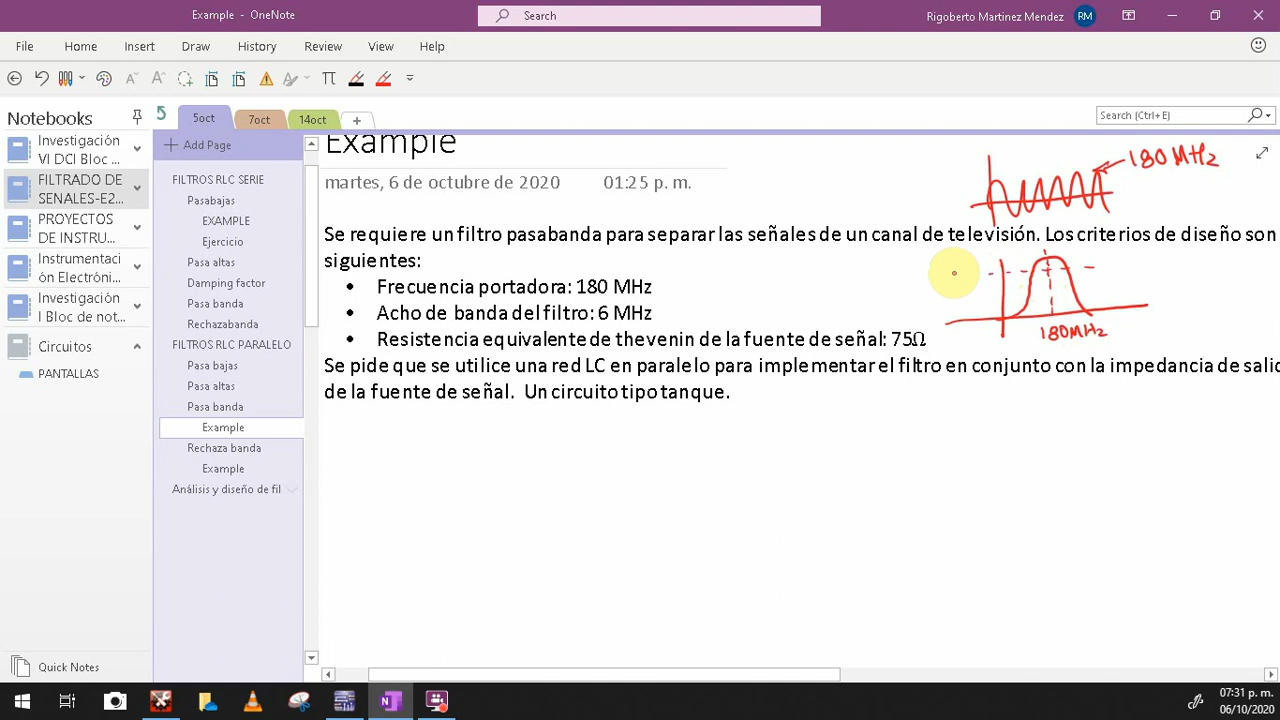 Example - OneNote
Search
Rigoberto Martinez Mendez
RM
File
Home
Insert
Draw
History
Review
View
Help
Notebooks
5oct
7oct
14oct
+
Search (Ctrl+E)
Investigación
VI DCI Bloc ...
FILTRADO DE
SENALES-E2...
PROYECTOS
DE INSTRU...
Instrumentaci
ón Electróni...
Investigación
I Bloc de not...
Circuitos
PANTALLAS
Quick Notes
Add Page
FILTROS RLC SERIE
Pasabajas
EXAMPLE
Ejercicio
Pasa altas
Damping factor
Pasa banda
Rechazabanda
FILTROS RLC PARALELO
Pasa bajas
Pasa altas
Pasa banda
Example
Rechaza banda
Example
Análisis y diseño de fil
Example
martes, 6 de octubre de 2020 01:25 p. m.
180 MHz
Se requiere un filtro pasabanda para separar las señales de un canal de televisión. Los criterios de diseño son
siguientes:
• Frecuencia portadora: 180 MHz
• Acho de banda del filtro: 6 MHz
• Resistencia equivalente de thevenin de la fuente de señal: 75Ω
180MHz
Se pide que se utilice una red LC en paralelo para implementar el filtro en conjunto con la impedancia de salid
de la fuente de señal. Un circuito tipo tanque.
07:31 p. m.
06/10/2020